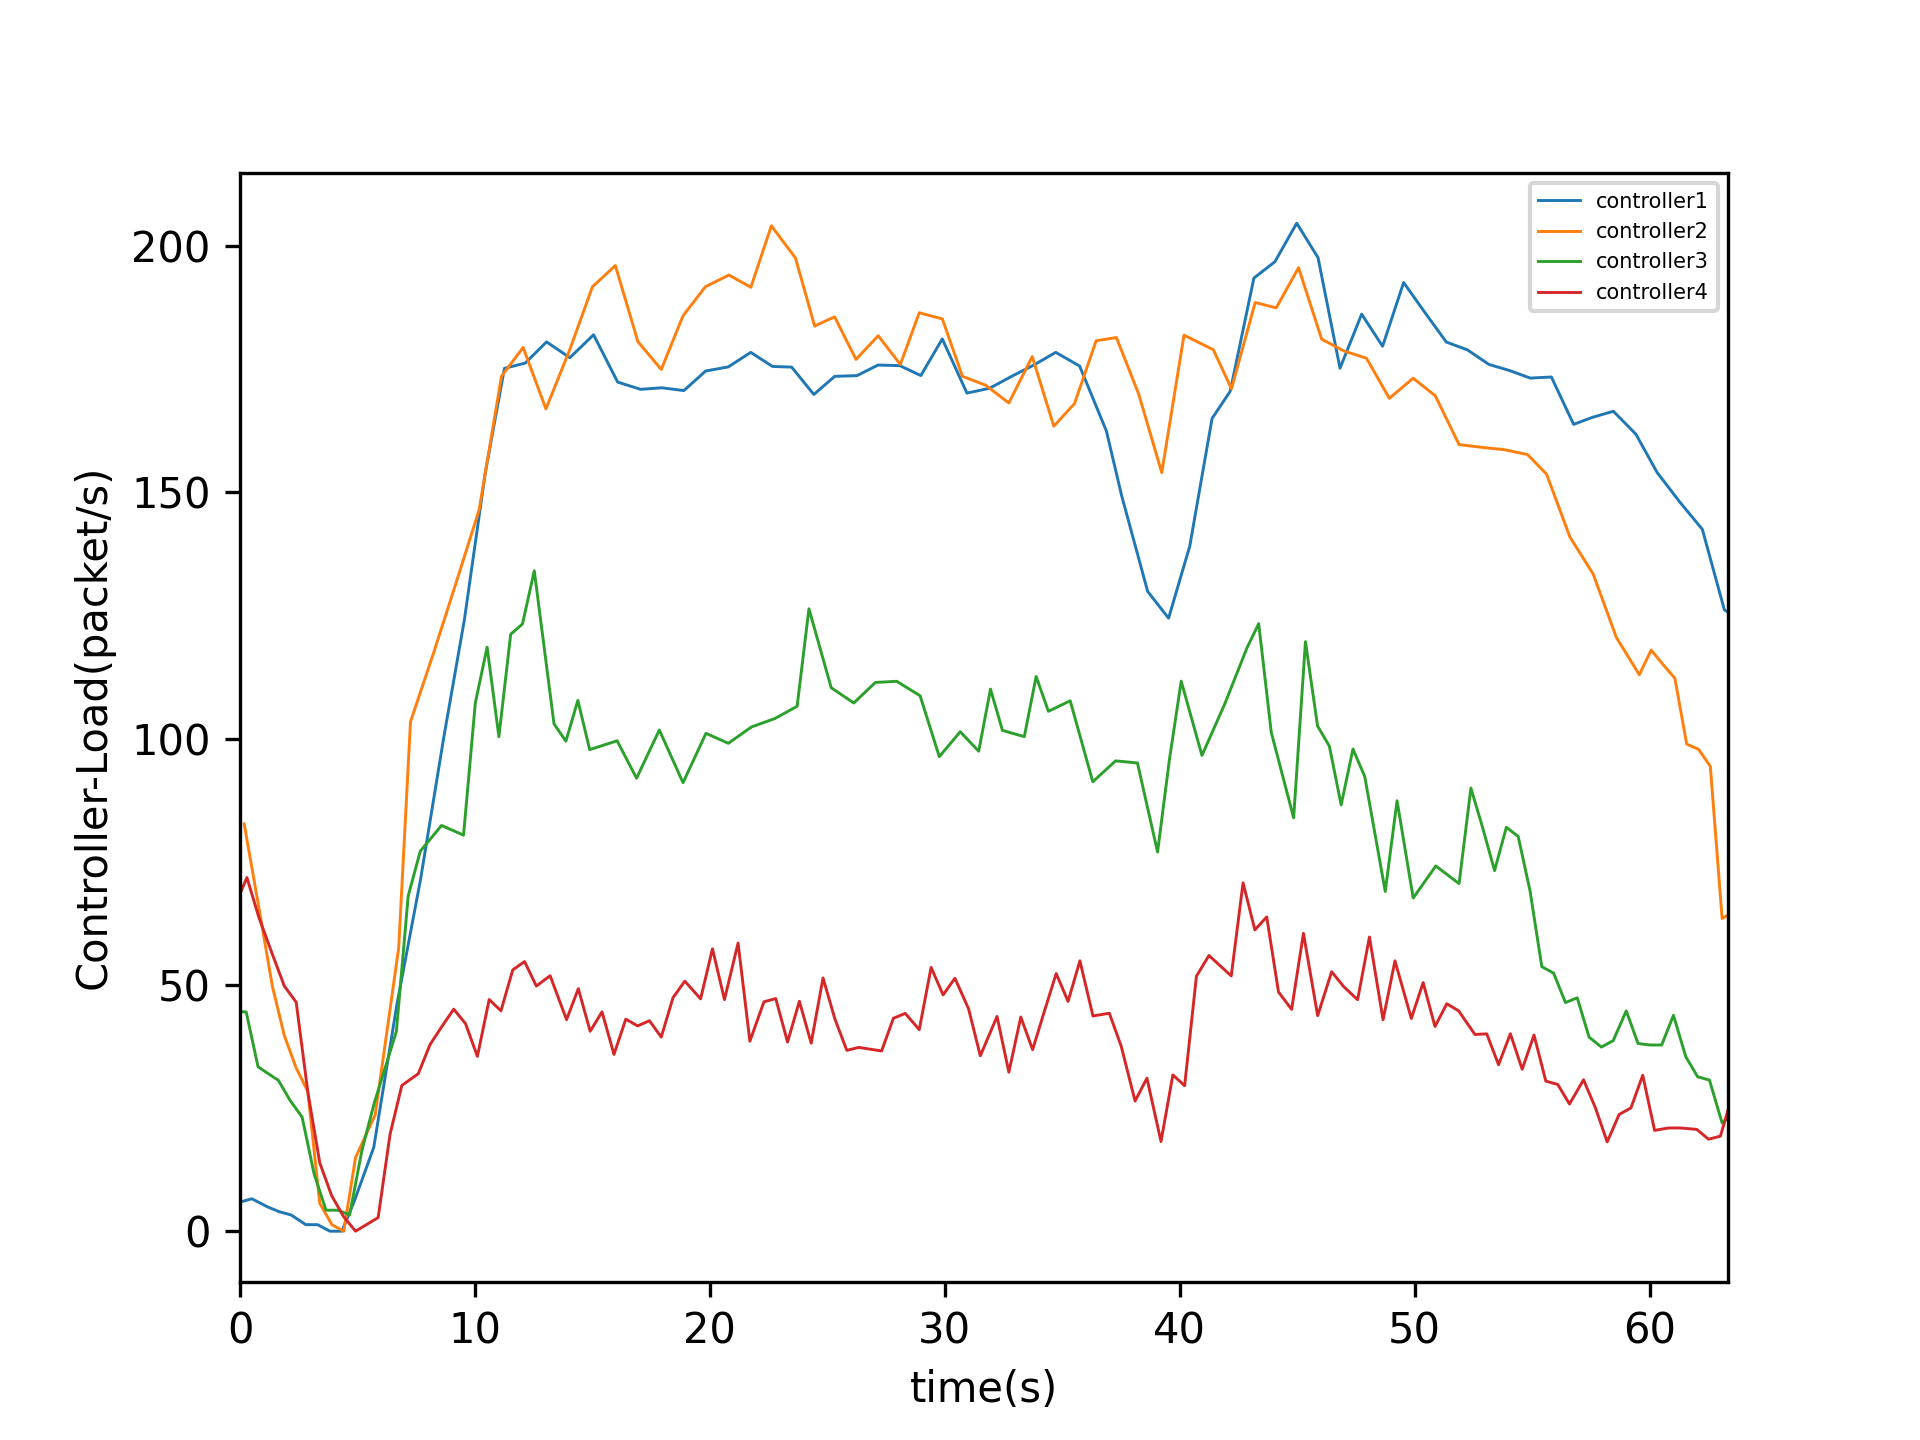 controller1
controller2
controller3
controller4
Controller-Load(packet/s)
200
150
100
50
0
0 10 20 30 40 50 60
time(s)